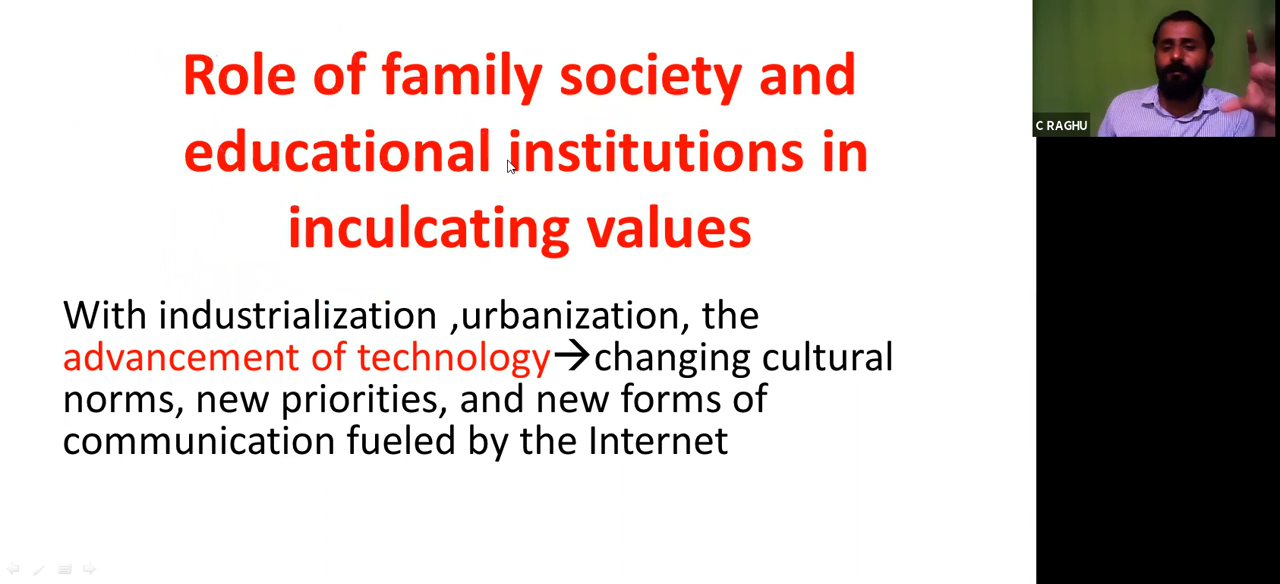 Role of family society and
educational institutions in
inculcating values
With industrialization ,urbanization, the
advancement of technology→changing cultural
norms, new priorities, and new forms of
communication fueled by the Internet
C RAGHU